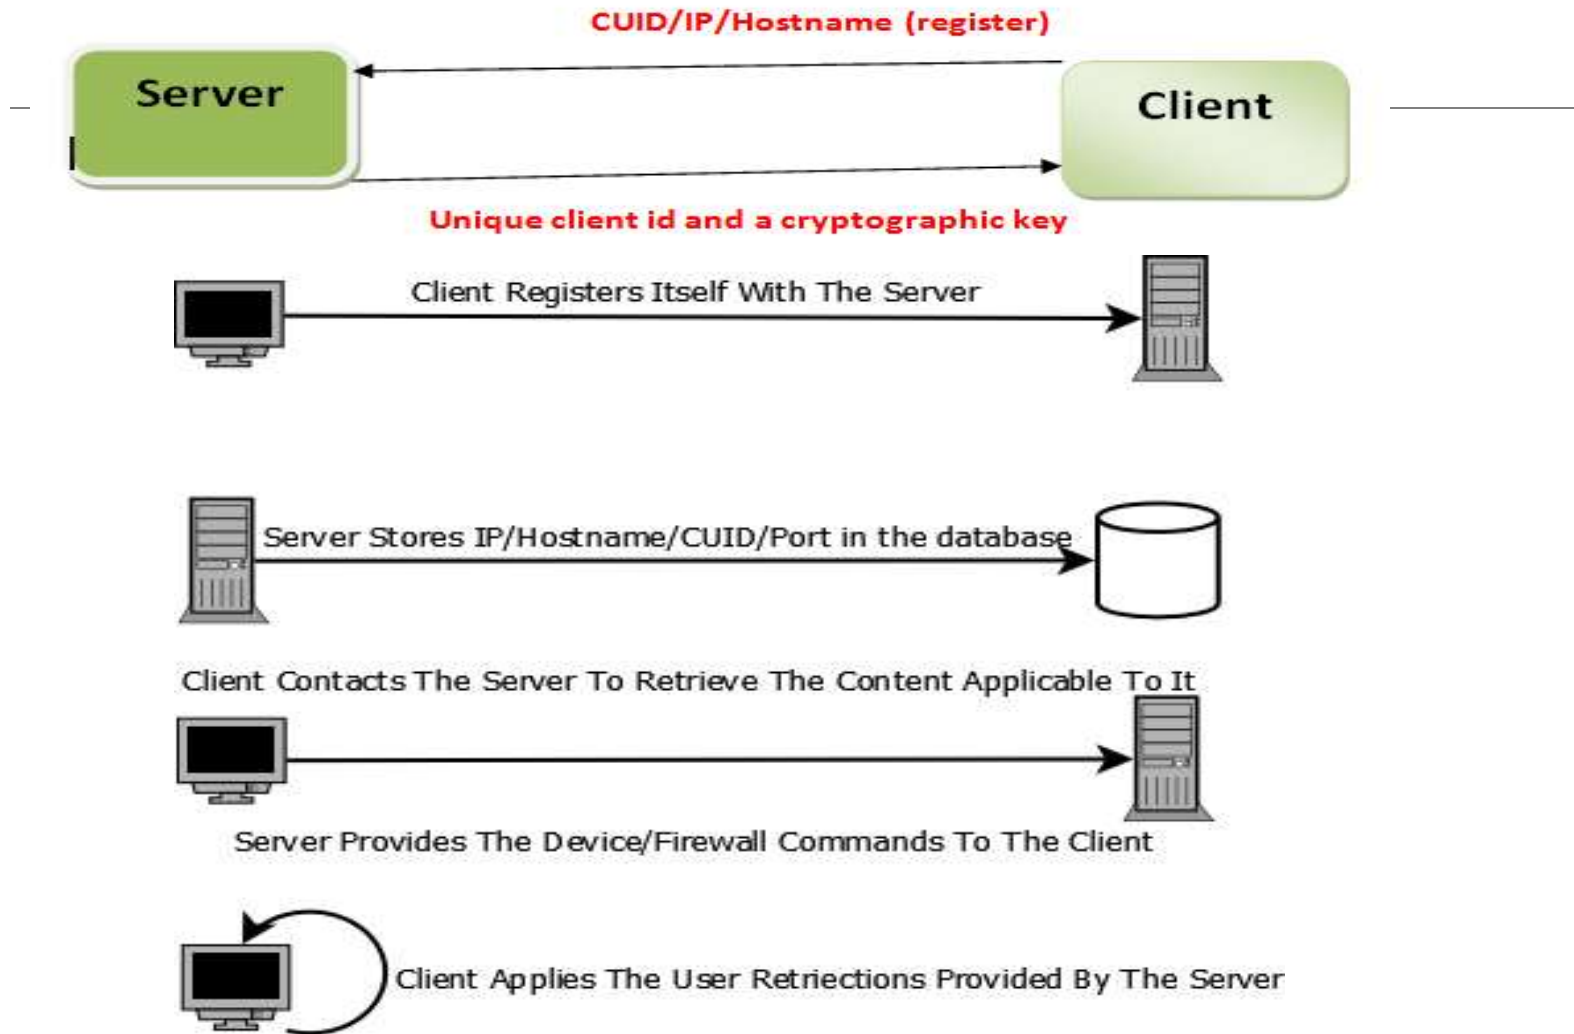 CUID/IP/Hostname (register)
Server
Client
Unique client id and a cryptographic key
Client Registers Itself With The Server
Server Stores IP/Hostname/CUID/Port in the database
Client Contacts The Server To Retrieve The Content Applicable To It
Server Provides The Device/Firewall Commands To The Client
Client Applies The User Retriections Provided By The Server